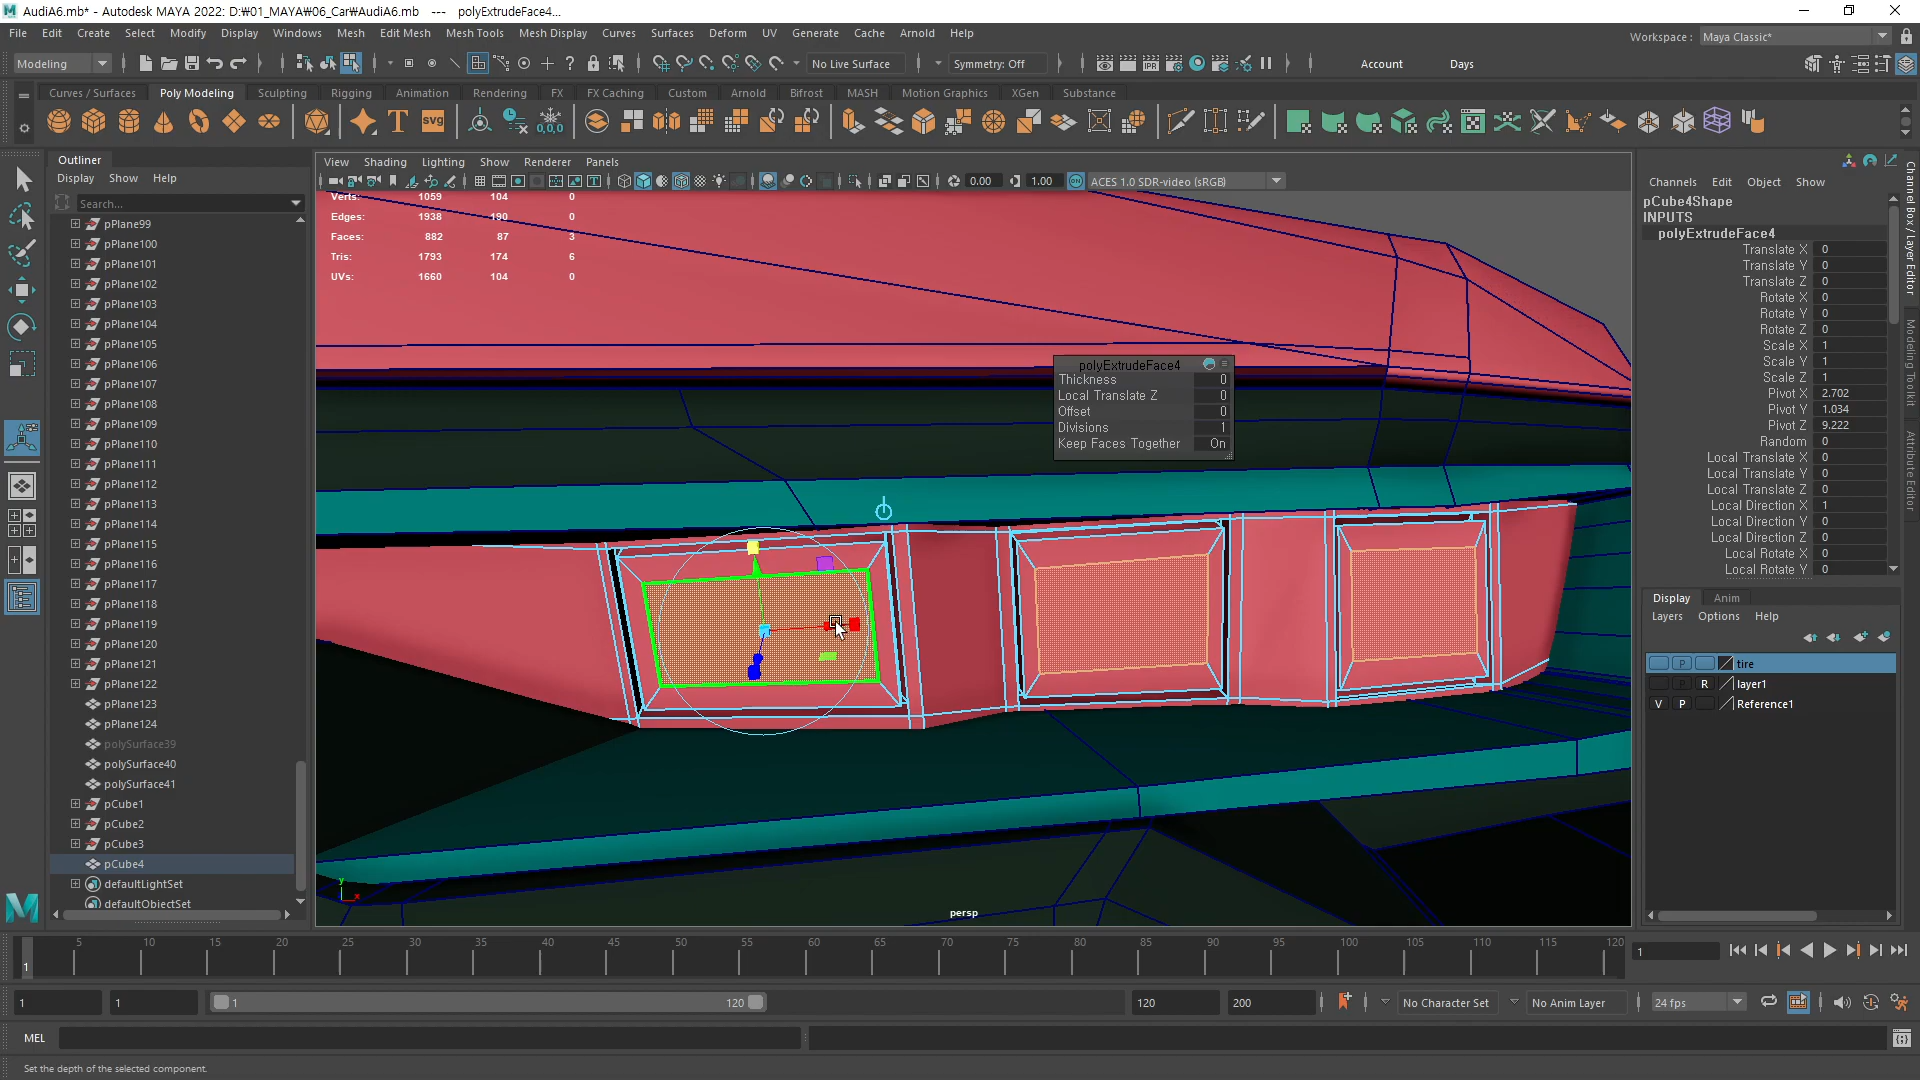 AudiA6.mb* - Autodesk MAYA 2022: D:₩01_MAYA₩06_Car₩AudiA6.mb   ---   polyExtrudeFace4...
File Edit Create Select Modify Display Windows Mesh Edit Mesh Mesh Tools Mesh Display Curves Surfaces Deform UV Generate Cache Arnold Help
Workspace : Maya Classic*
Modeling
No Live Surface
Symmetry: Off
Account
Days
Curves / Surfaces Poly Modeling Sculpting Rigging Animation Rendering FX FX Caching Custom Arnold Bifrost MASH Motion Graphics XGen Substance
Outliner
Display Show Help
Search...
pPlane99
pPlane100
pPlane101
pPlane102
pPlane103
pPlane104
pPlane105
pPlane106
pPlane107
pPlane108
pPlane109
pPlane110
pPlane111
pPlane112
pPlane113
pPlane114
pPlane115
pPlane116
pPlane117
pPlane118
pPlane119
pPlane120
pPlane121
pPlane122
pPlane123
pPlane124
polySurface39
polySurface40
polySurface41
pCube1
pCube2
pCube3
pCube4
defaultLightSet
defaultObjectSet
View Shading Lighting Show Renderer Panels
0.00
1.00
ACES 1.0 SDR-video (sRGB)
Verts: 1059 104 0
Edges: 1938 190 0
Faces: 882 87 3
Tris: 1793 174 6
UVs: 1660 104 0
polyExtrudeFace4
Thickness 0
Local Translate Z 0
Offset 0
Divisions 1
Keep Faces Together On
persp
Channels Edit Object Show
pCube4Shape
INPUTS
polyExtrudeFace4
Translate X 0
Translate Y 0
Translate Z 0
Rotate X 0
Rotate Y 0
Rotate Z 0
Scale X 1
Scale Y 1
Scale Z 1
Pivot X 2.702
Pivot Y 1.034
Pivot Z 9.222
Random 0
Local Translate X 0
Local Translate Y 0
Local Translate Z 0
Local Direction X 1
Local Direction Y 0
Local Direction Z 0
Local Rotate X 0
Local Rotate Y 0
Display Anim
Layers Options Help
P tire
P R layer1
V P Reference1
Channel Box / Layer Editor
Modeling Toolkit
Attribute Editor
5 10 15 20 25 30 35 40 45 50 55 60 65 70 75 80 85 90 95 100 105 110 115 120
1
1
1
1
1
120
120
200
No Character Set
No Anim Layer
24 fps
MEL
Set the depth of the selected component.